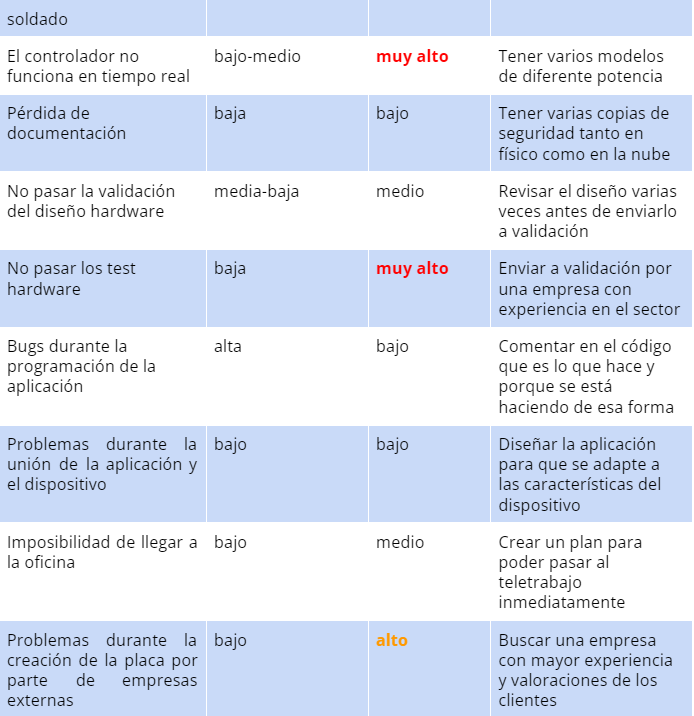 soldado
El controlador no bajo-medio muy alto Tener varios modelos
funciona en tiempo real de diferente potencia
Pérdida de baja bajo Tener varias copias de
documentación seguridad tanto en
físico como en la nube
No pasar la validación media-baja medio Revisar el diseño varias
del diseño hardware veces antes de enviarlo
a validación
No pasar los test baja muy alto Enviar a validación por
hardware una empresa con
experiencia en el sector
Bugs durante la alta bajo Comentar en el código
programación de la que es lo que hace y
aplicación porque se está
haciendo de esa forma
Problemas durante la bajo bajo Diseñar la aplicación
unión de la aplicación y para que se adapte a
el dispositivo las características del
dispositivo
Imposibilidad de llegar a bajo medio Crear un plan para
la oficina poder pasar al
teletrabajo
inmediatamente
Problemas durante la bajo alto Buscar una empresa
creación de la placa por con mayor experiencia
parte de empresas y valoraciones de los
externas clientes